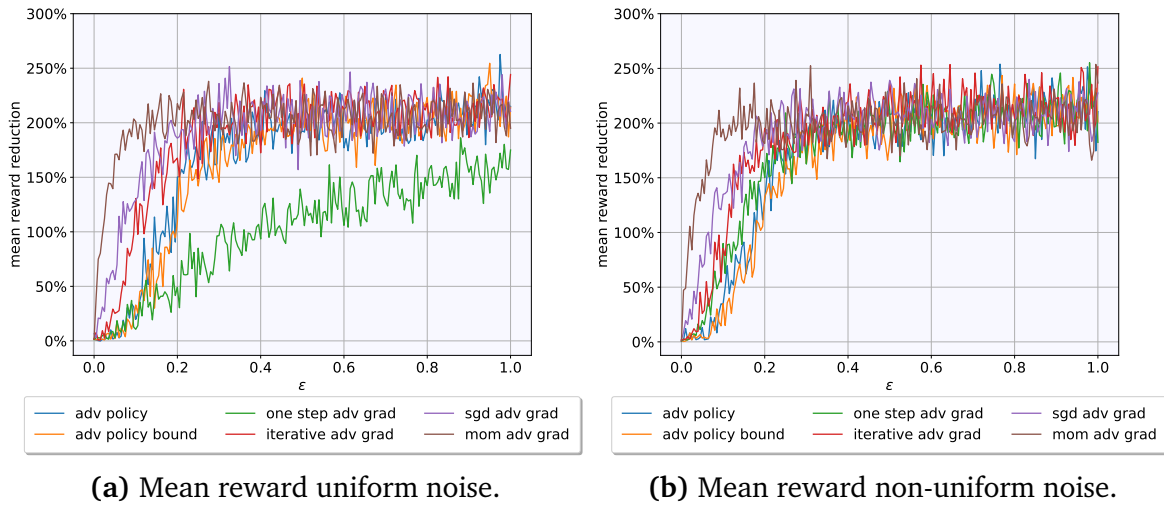 300%
250%
200%
150%
100%
50%
0%
mean reward reduction
0.0 0.2 0.4 0.6 0.8 1.0
ε
adv policy one step adv grad sgd adv grad
adv policy bound iterative adv grad mom adv grad
(a) Mean reward uniform noise.
300%
250%
200%
150%
100%
50%
0%
mean reward reduction
0.0 0.2 0.4 0.6 0.8 1.0
ε
adv policy one step adv grad sgd adv grad
adv policy bound iterative adv grad mom adv grad
(b) Mean reward non-uniform noise.